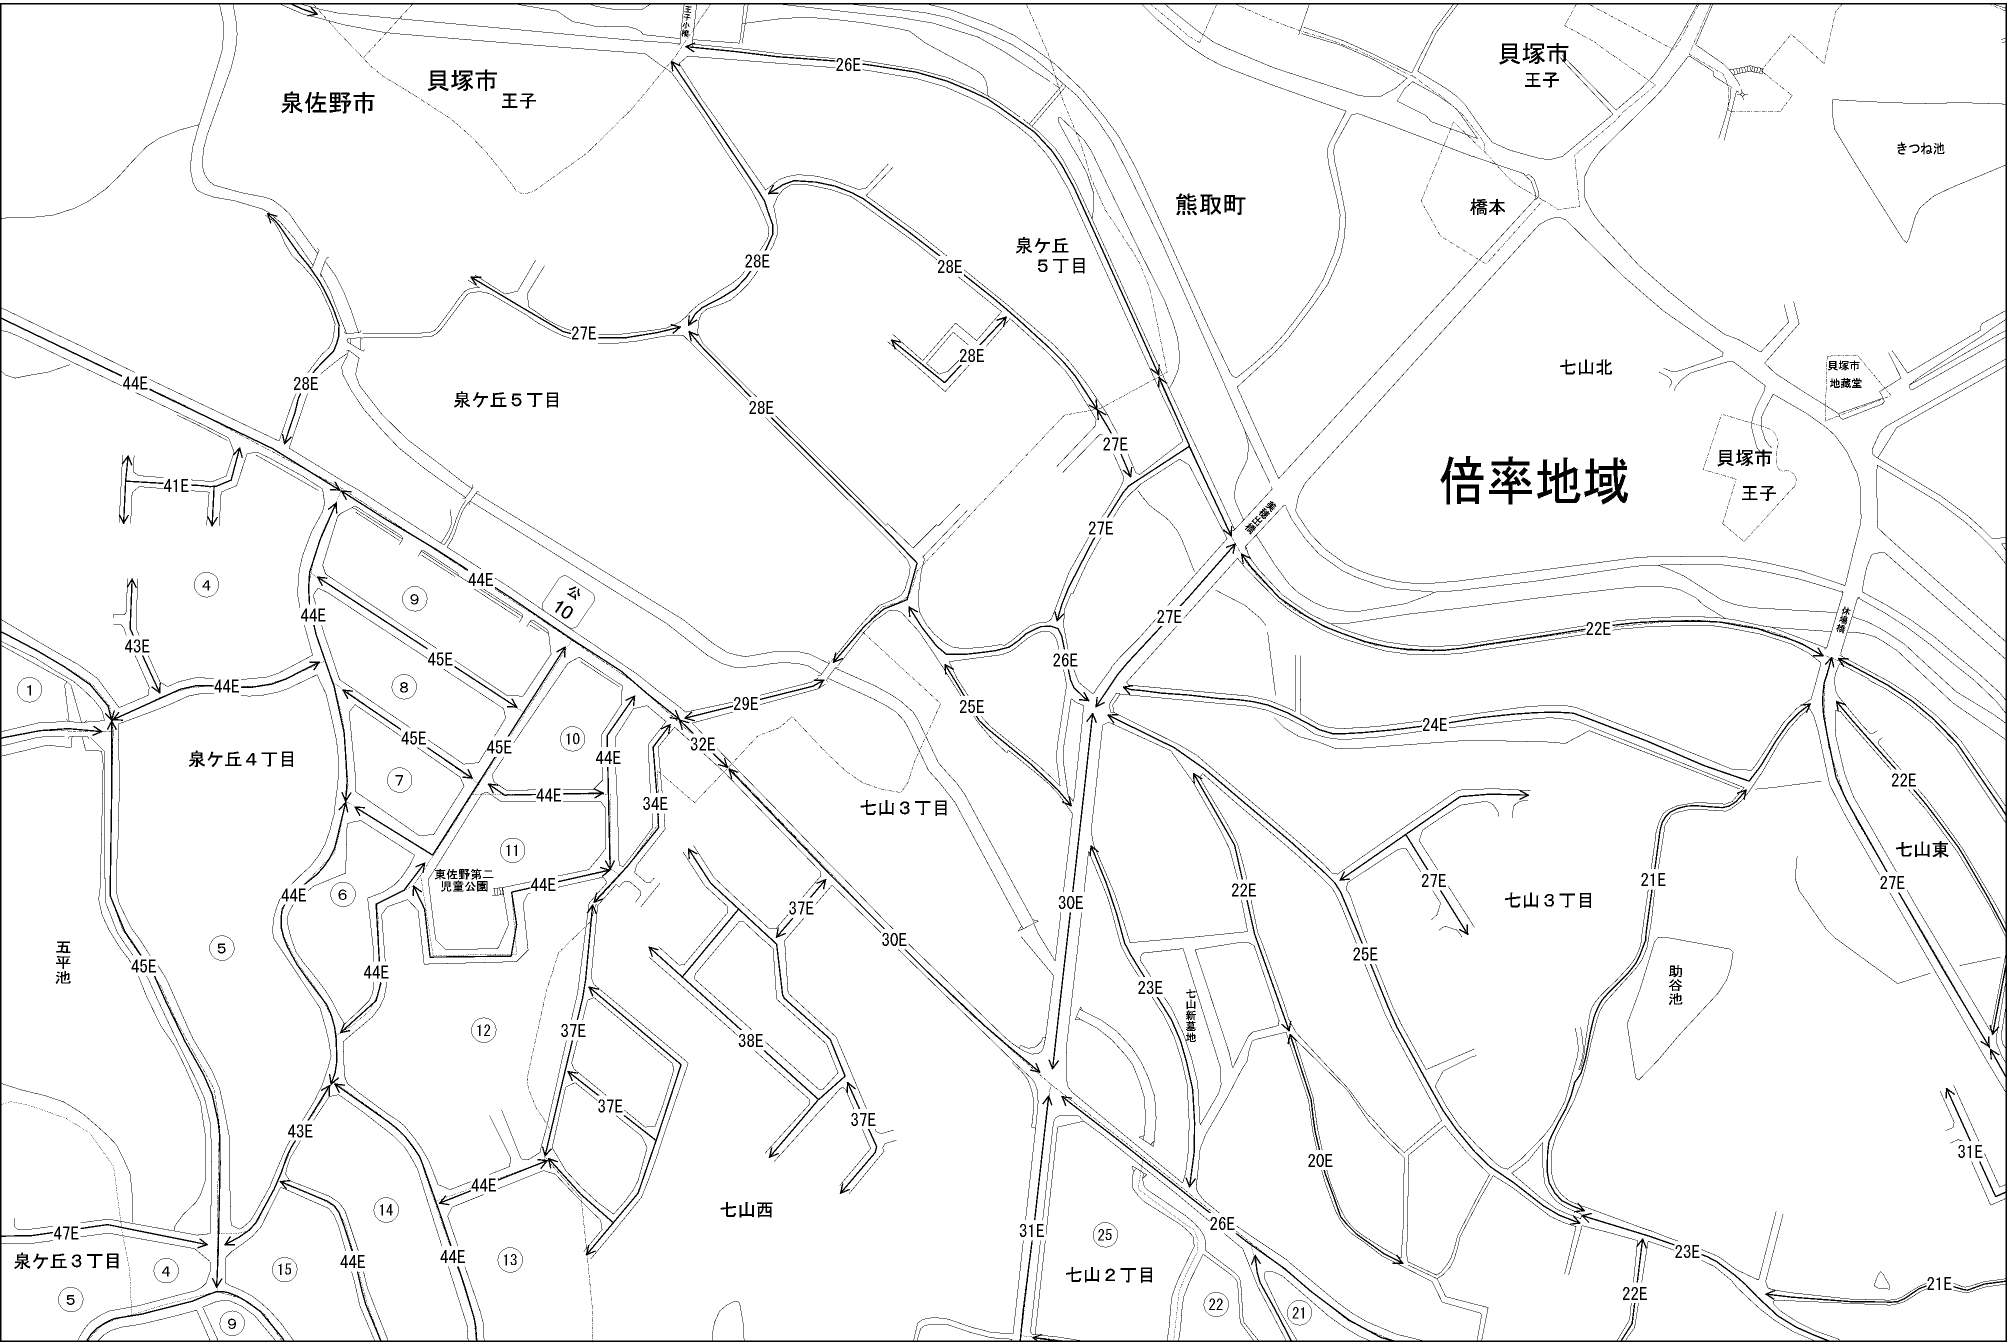 王子小橋
26E
貝塚市
王子
泉佐野市
貝塚市
王子
きつね池
熊取町
橋本
泉ケ丘
5丁目
28E
28E
27E
28E
七山北
貝塚市
地蔵堂
44E
28E
泉ケ丘5丁目
28E
27E
貝塚市
王子
倍率地域
41E
27E
44E
公
10
④
⑨
44E
27E
休場橋
22E
43E
45E
26E
①
44E
⑧
29E
25E
24E
45E
45E
⑩
32E
泉ケ丘4丁目
44E
⑦
44E
34E
七山3丁目
22E
⑪
七山東
東佐野第二
児童公園
44E
27E
22E
21E
27E
44E
⑥
37E
30E
七山3丁目
五平池
⑤
30E
25E
45E
44E
助谷池
23E
七山新墓地
⑫
37E
38E
37E
37E
43E
31E
20E
44E
⑭
七山西
26E
31E
㉕
47E
44E
44E
⑬
23E
泉ケ丘3丁目
④
⑮
七山2丁目
21E
⑤
㉒
㉑
22E
⑨